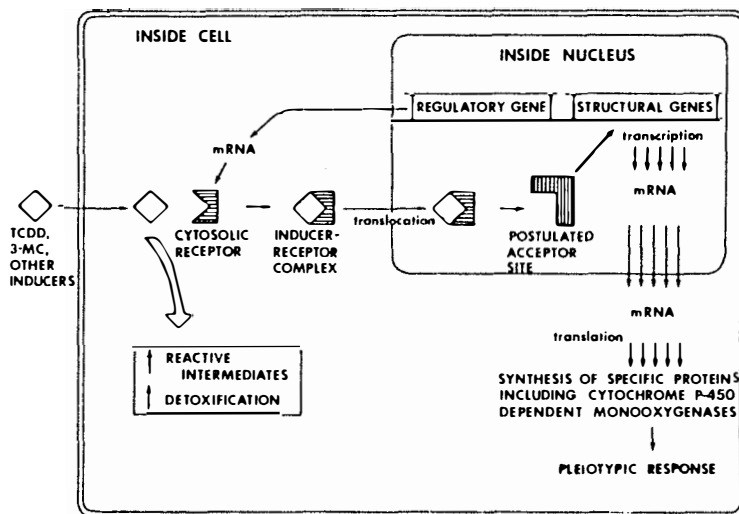 INSIDE CELL
INSIDE NUCLEUS
REGULATORY GENE
STRUCTURAL GENES
transcription
mRNA
mRNA
TCDD,
3-MC,
OTHER
INDUCERS
CYTOSOLIC
RECEPTOR
INDUCER-
RECEPTOR
COMPLEX
translocation
POSTULATED
ACCEPTOR
SITE
mRNA
translation
REACTIVE
INTERMEDIATES
DETOXIFICATION
SYNTHESIS OF SPECIFIC PROTEINS
INCLUDING CYTOCHROME P-450
DEPENDENT MONOOXYGENASES
PLEIOTYPIC RESPONSE